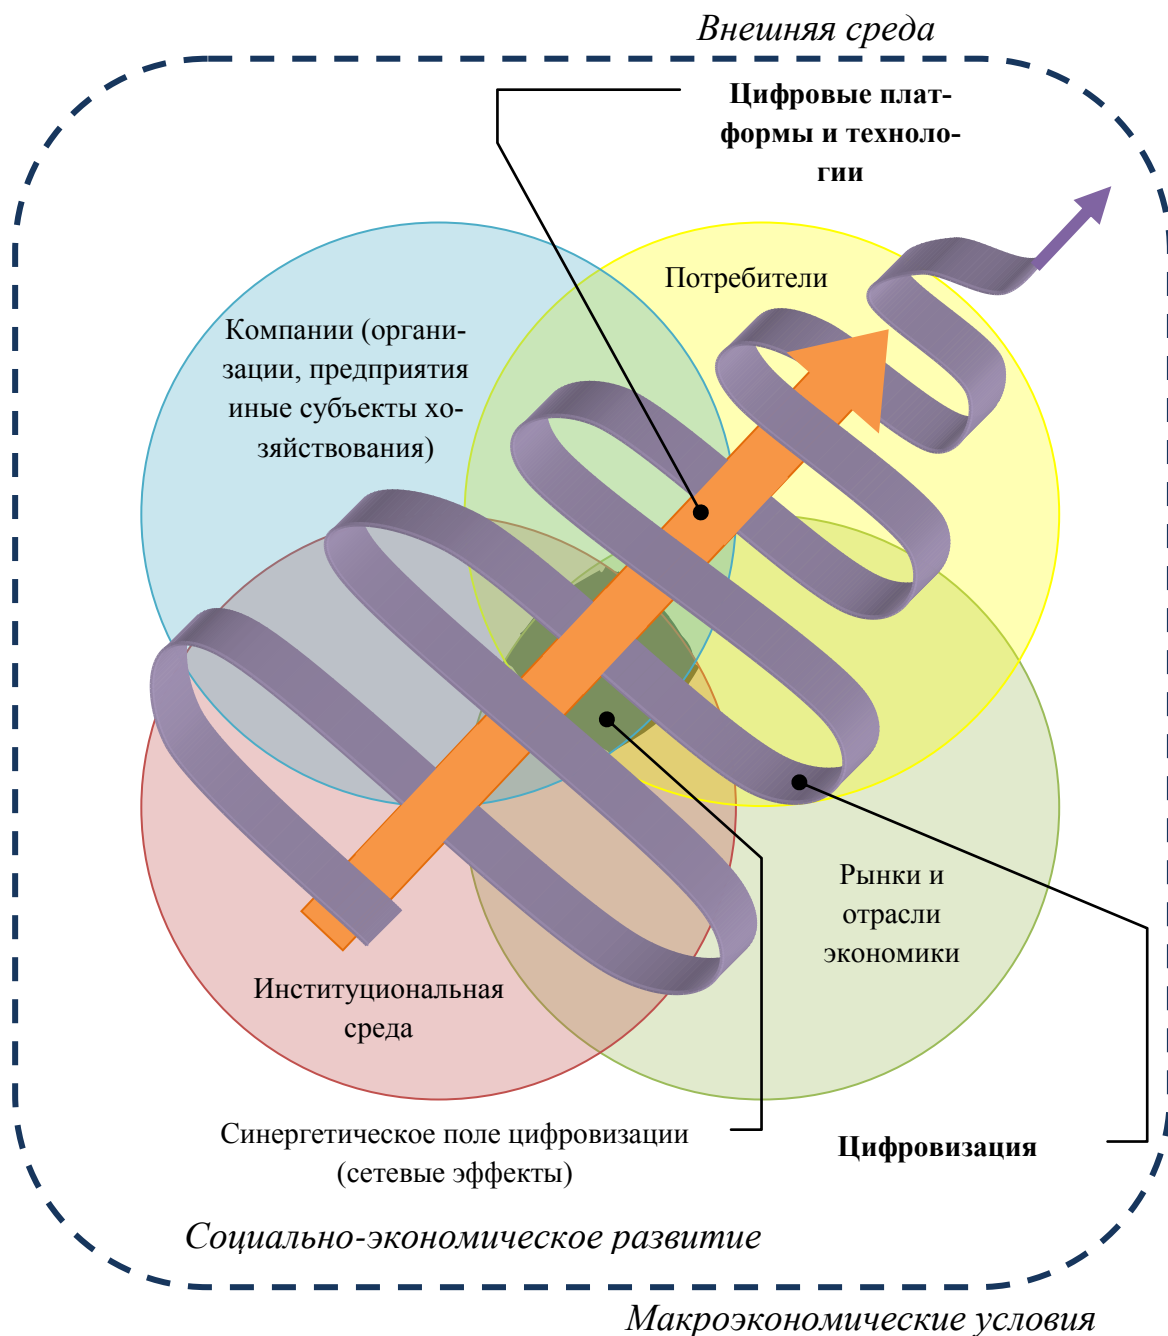 Внешняя среда
Цифровые плат-
формы и техноло-
гии
Потребители
Компании (органи-
зации, предприятия
иные субъекты хо-
зяйствования)
Рынки и
отрасли
экономики
Институциональная
среда
Синергетическое поле цифровизации
(сетевые эффекты)
Цифровизация
Социально-экономическое развитие
Макроэкономические условия